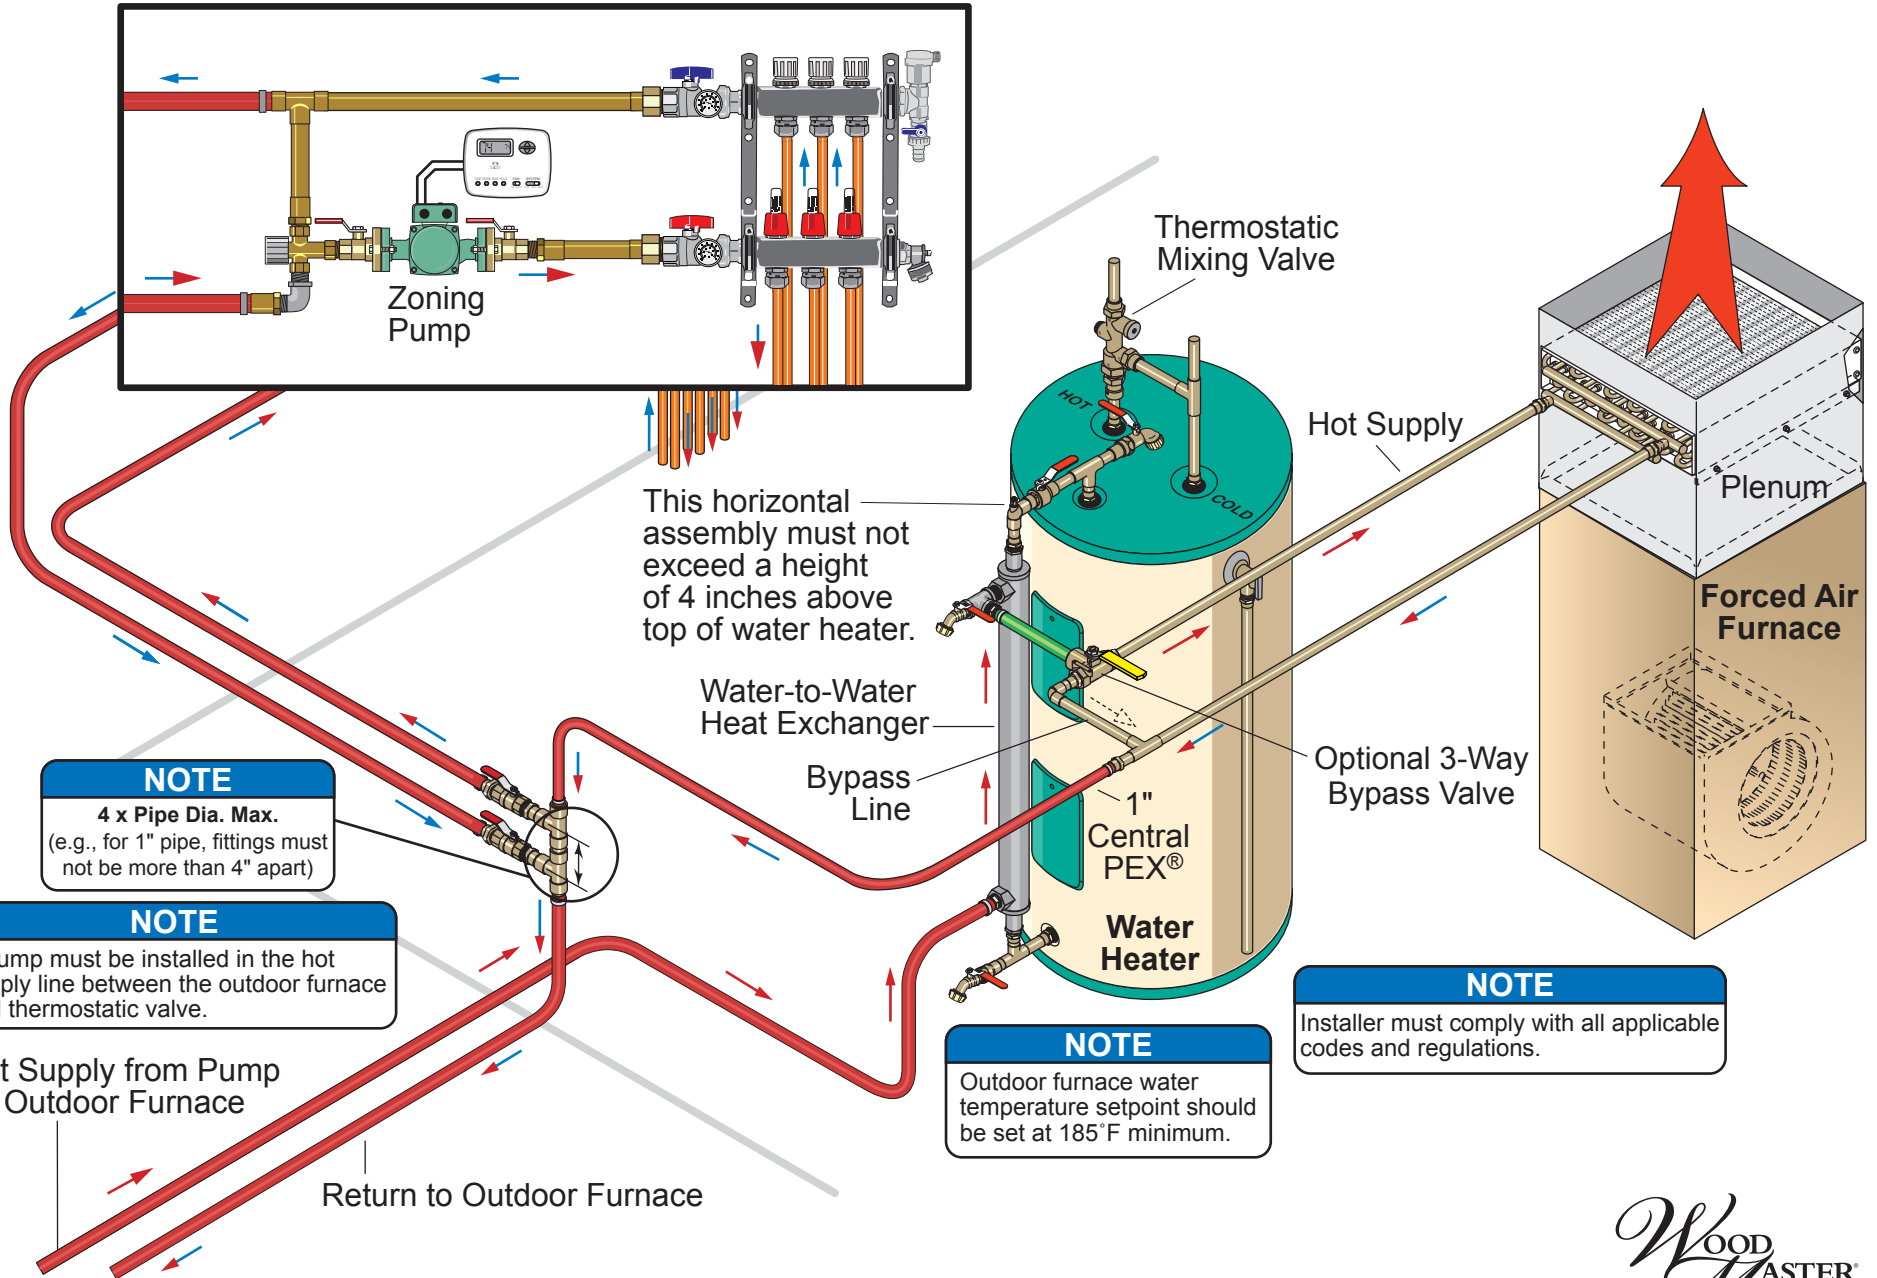 Zoning
Pump
Thermostatic
Mixing Valve
HOT
COLD
Hot Supply
Plenum
Forced Air
Furnace
This horizontal
assembly must not
exceed a height
of 4 inches above
top of water heater.
Water-to-Water
Heat Exchanger
Bypass
Line
1"
Central
PEX®
Optional 3-Way
Bypass Valve
Water
Heater
NOTE
4 x Pipe Dia. Max.
(e.g., for 1" pipe, fittings must
not be more than 4" apart)
NOTE
ump must be installed in the hot
ply line between the outdoor furnace
thermostatic valve.
t Supply from Pump
Outdoor Furnace
Return to Outdoor Furnace
NOTE
Outdoor furnace water
temperature setpoint should
be set at 185˚F minimum.
NOTE
Installer must comply with all applicable
codes and regulations.
WOOD
MASTER®